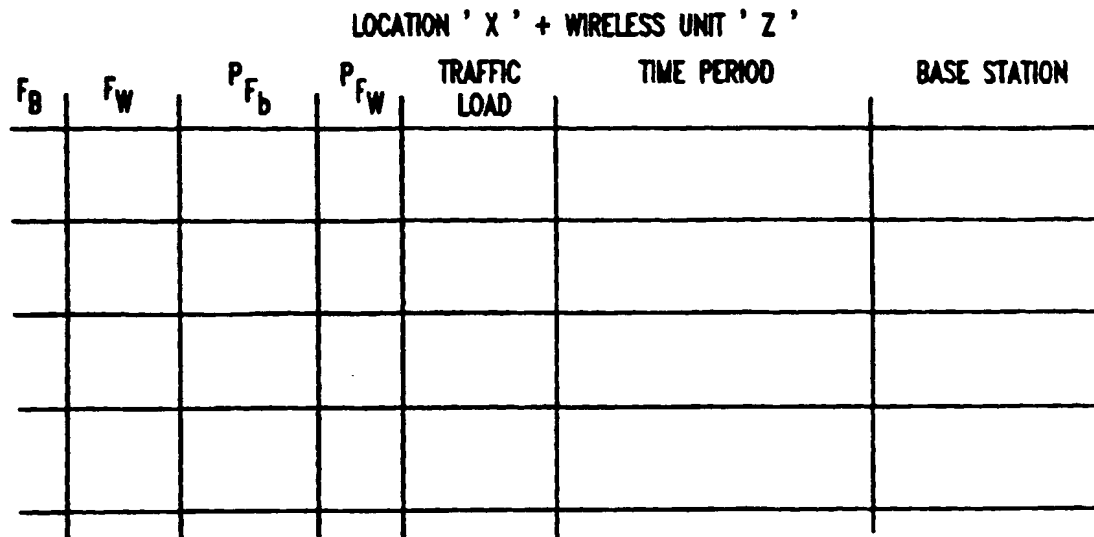 LOCATION ' X ' + WIRELESS UNIT ' Z '
F_B F_W P_F_b P_F_W TRAFFIC LOAD TIME PERIOD BASE STATION